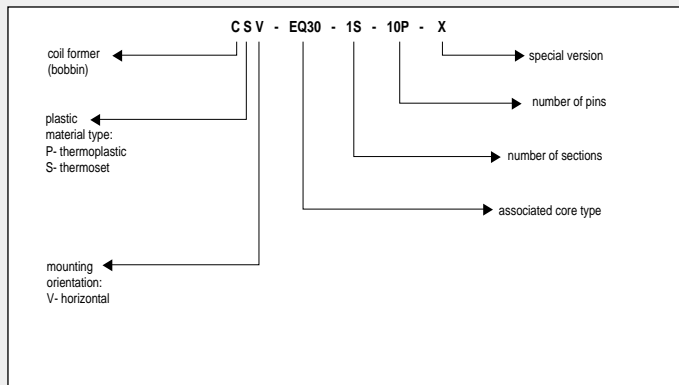 C S V - EQ30 - 1S - 10P - X
coil former
(bobbin)
special version
number of pins
plastic
material type:
P- thermoplastic
S- thermoset
number of sections
associated core type
mounting
orientation:
V- horizontal